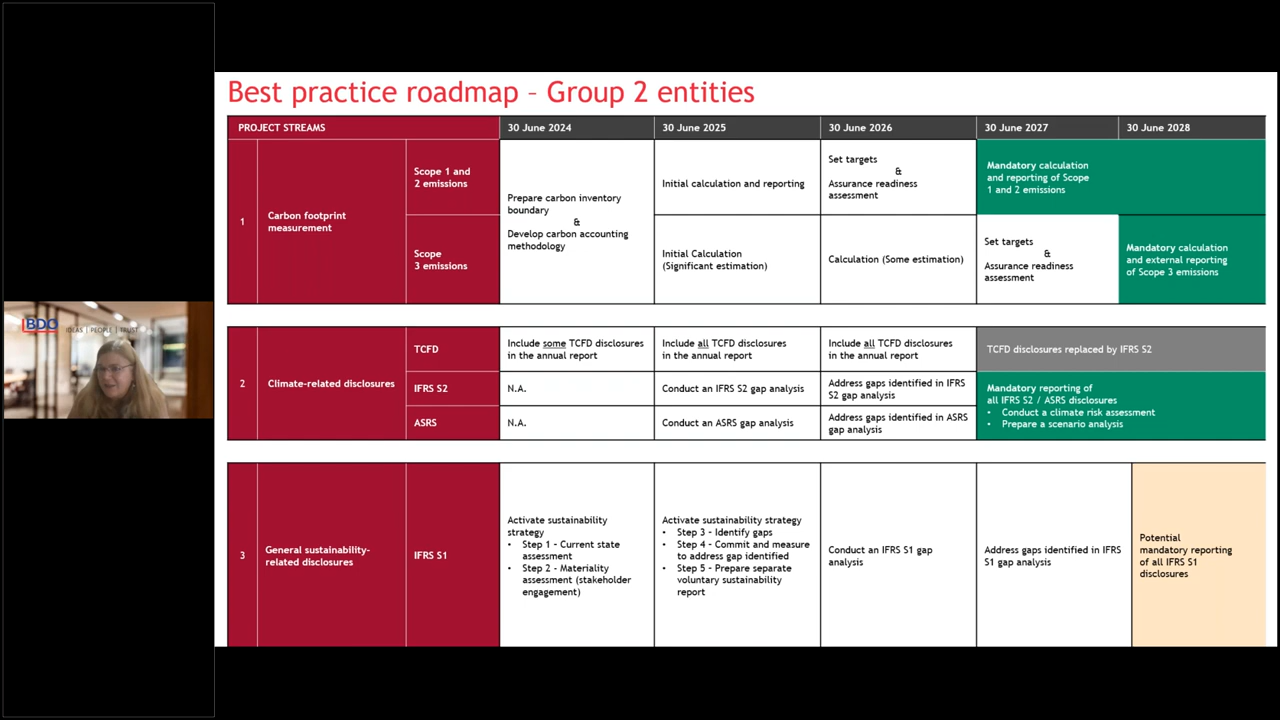 Best practice roadmap – Group 2 entities
PROJECT STREAMS
30 June 2024
30 June 2025
30 June 2026
30 June 2027
30 June 2028
1
Carbon footprint
measurement
Scope 1 and
2 emissions
Prepare carbon inventory
boundary
&
Develop carbon accounting
methodology
Initial calculation and reporting
Set targets
&
Assurance readiness
assessment
Mandatory calculation
and reporting of Scope
1 and 2 emissions
Scope
3 emissions
Initial Calculation
(Significant estimation)
Calculation (Some estimation)
Set targets
&
Assurance readiness
assessment
Mandatory calculation
and external reporting
of Scope 3 emissions
2
Climate-related disclosures
TCFD
Include some TCFD disclosures
in the annual report
Include all TCFD disclosures
in the annual report
Include all TCFD disclosures
in the annual report
TCFD disclosures replaced by IFRS S2
IFRS S2
N.A.
Conduct an IFRS S2 gap analysis
Address gaps identified in IFRS
S2 gap analysis
Mandatory reporting of
all IFRS S2 / ASRS disclosures
• Conduct a climate risk assessment
• Prepare a scenario analysis
ASRS
N.A.
Conduct an ASRS gap analysis
Address gaps identified in ASRS
gap analysis
3
General sustainability-
related disclosures
IFRS S1
Activate sustainability
strategy
• Step 1 – Current state
assessment
• Step 2 - Materiality
assessment (stakeholder
engagement)
Activate sustainability strategy
• Step 3 – Identify gaps
• Step 4 – Commit and measure
to address gap identified
• Step 5 – Prepare separate
voluntary sustainability
report
Conduct an IFRS S1 gap
analysis
Address gaps identified in IFRS
S1 gap analysis
Potential
mandatory reporting
of all IFRS S1
disclosures
BDO
IDEAS | PEOPLE | TRUST